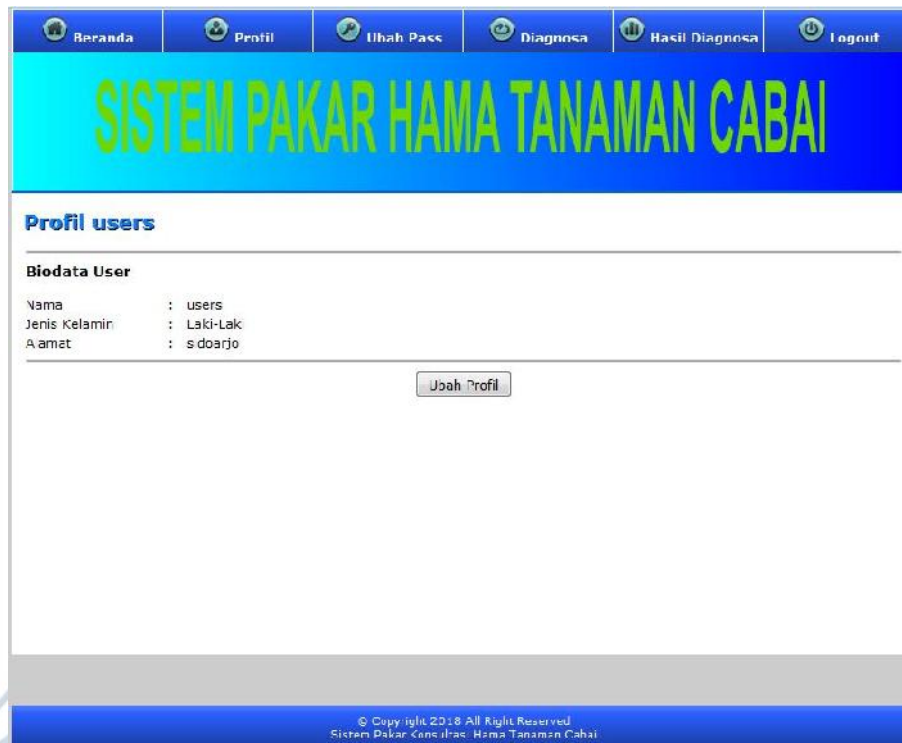 Beranda Profil Ubah Pass Diagnosa Hasil Diagnosa Logout
SISTEM PAKAR HAMA TANAMAN CABAI
Profil users
Biodata User
Nama : users
Jenis Kelamin : Laki-Laki
Alamat : sidoarjo
Ubah Profil
© Copyright 2018 All Right Reserved
Sistem Pakar Konsultasi Hama Tanaman Cabai